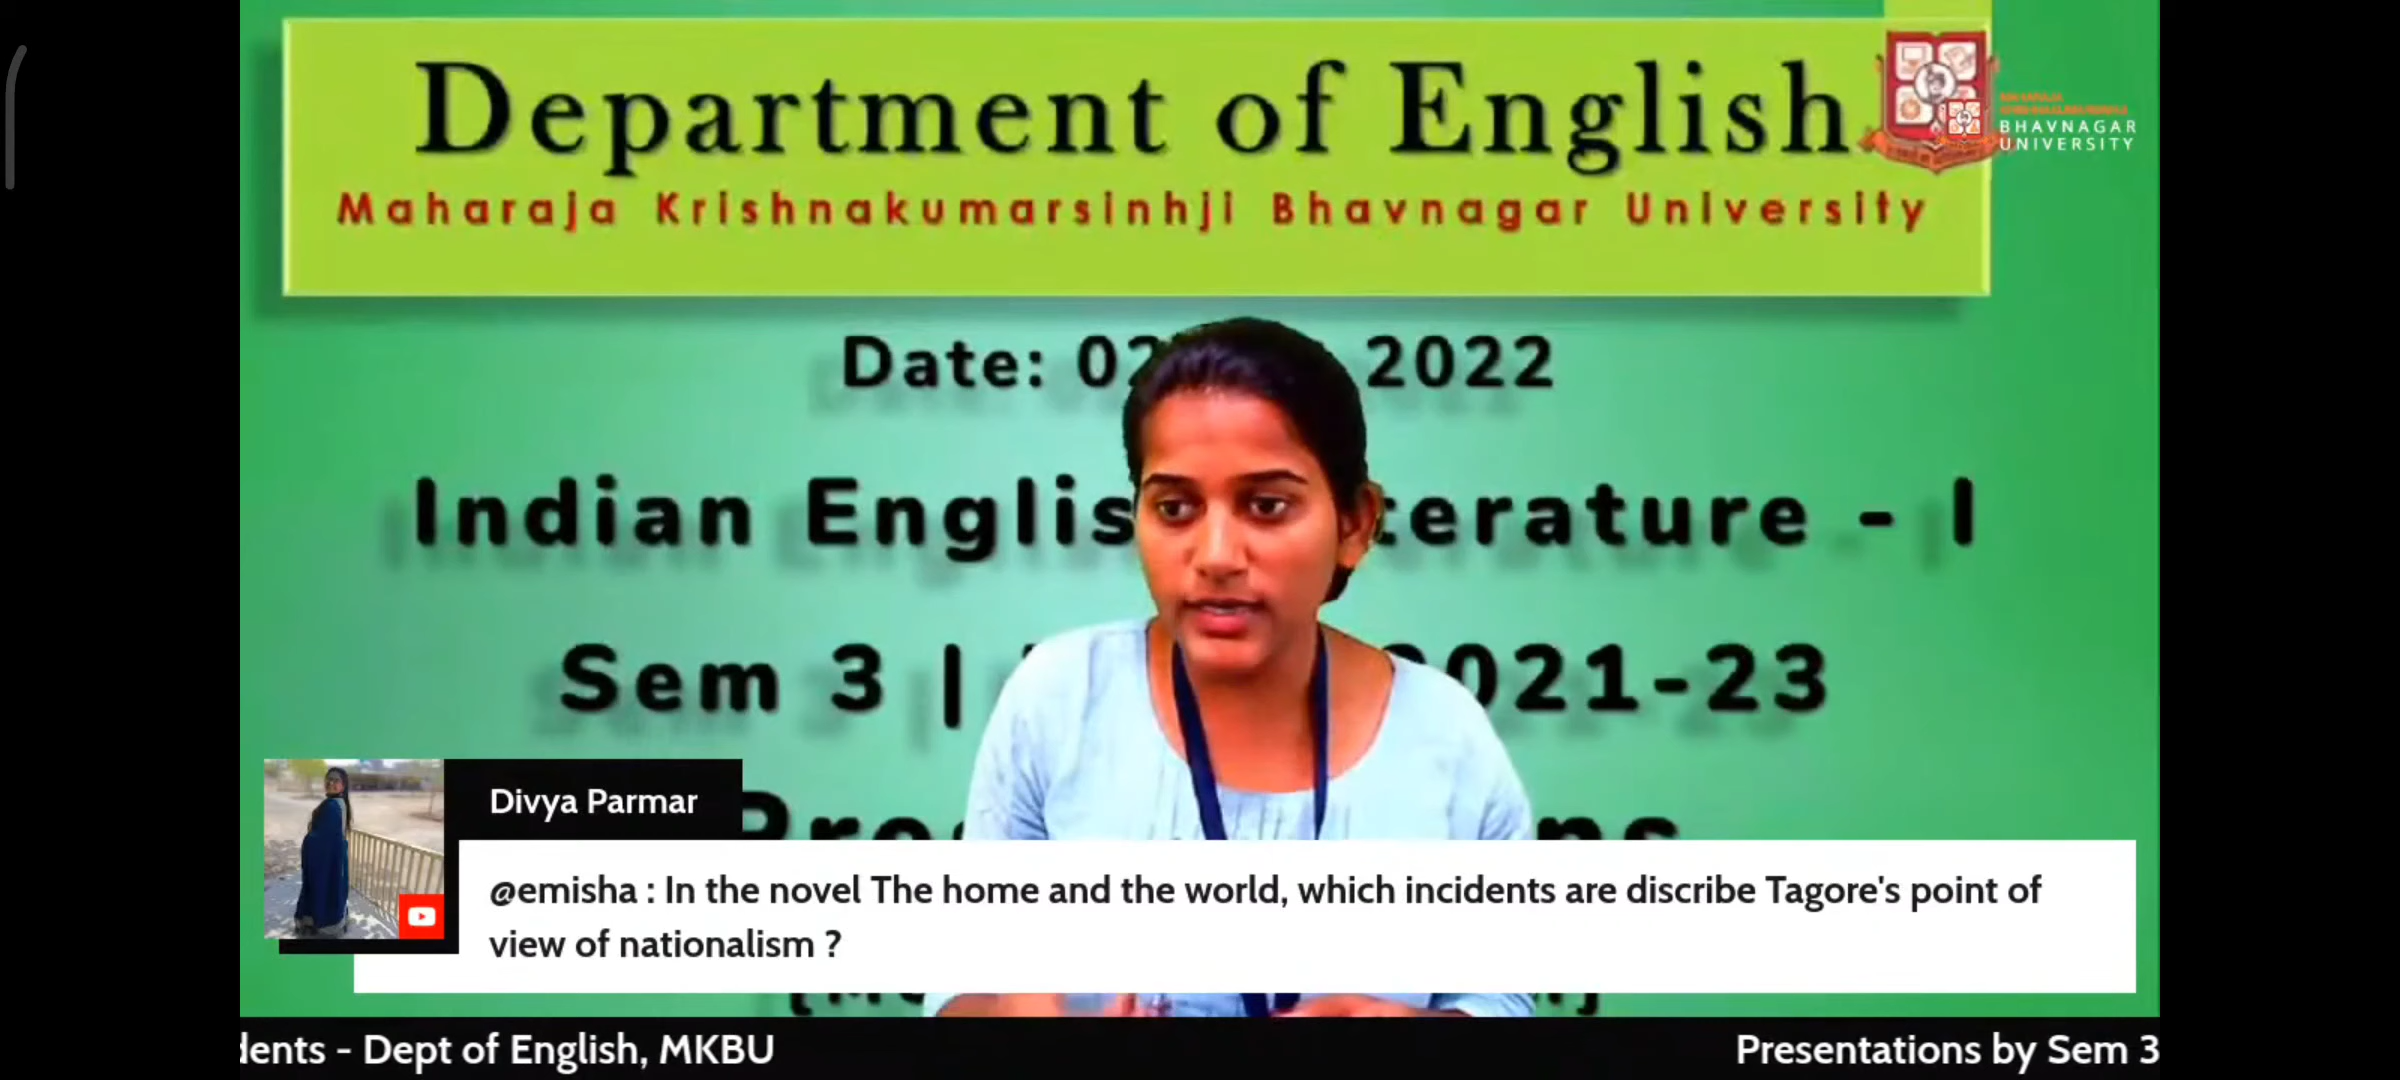 Department of English
BHAVNAGAR
UNIVERSITY
Maharaja Krishnakumarsinhji Bhavnagar University
Date: 02 2022
Indian Englis terature - I
Sem 3 | 2021-23
Divya Parmar
@emisha : In the novel The home and the world, which incidents are discribe Tagore's point of
view of nationalism ?
dents - Dept of English, MKBU
Presentations by Sem 3